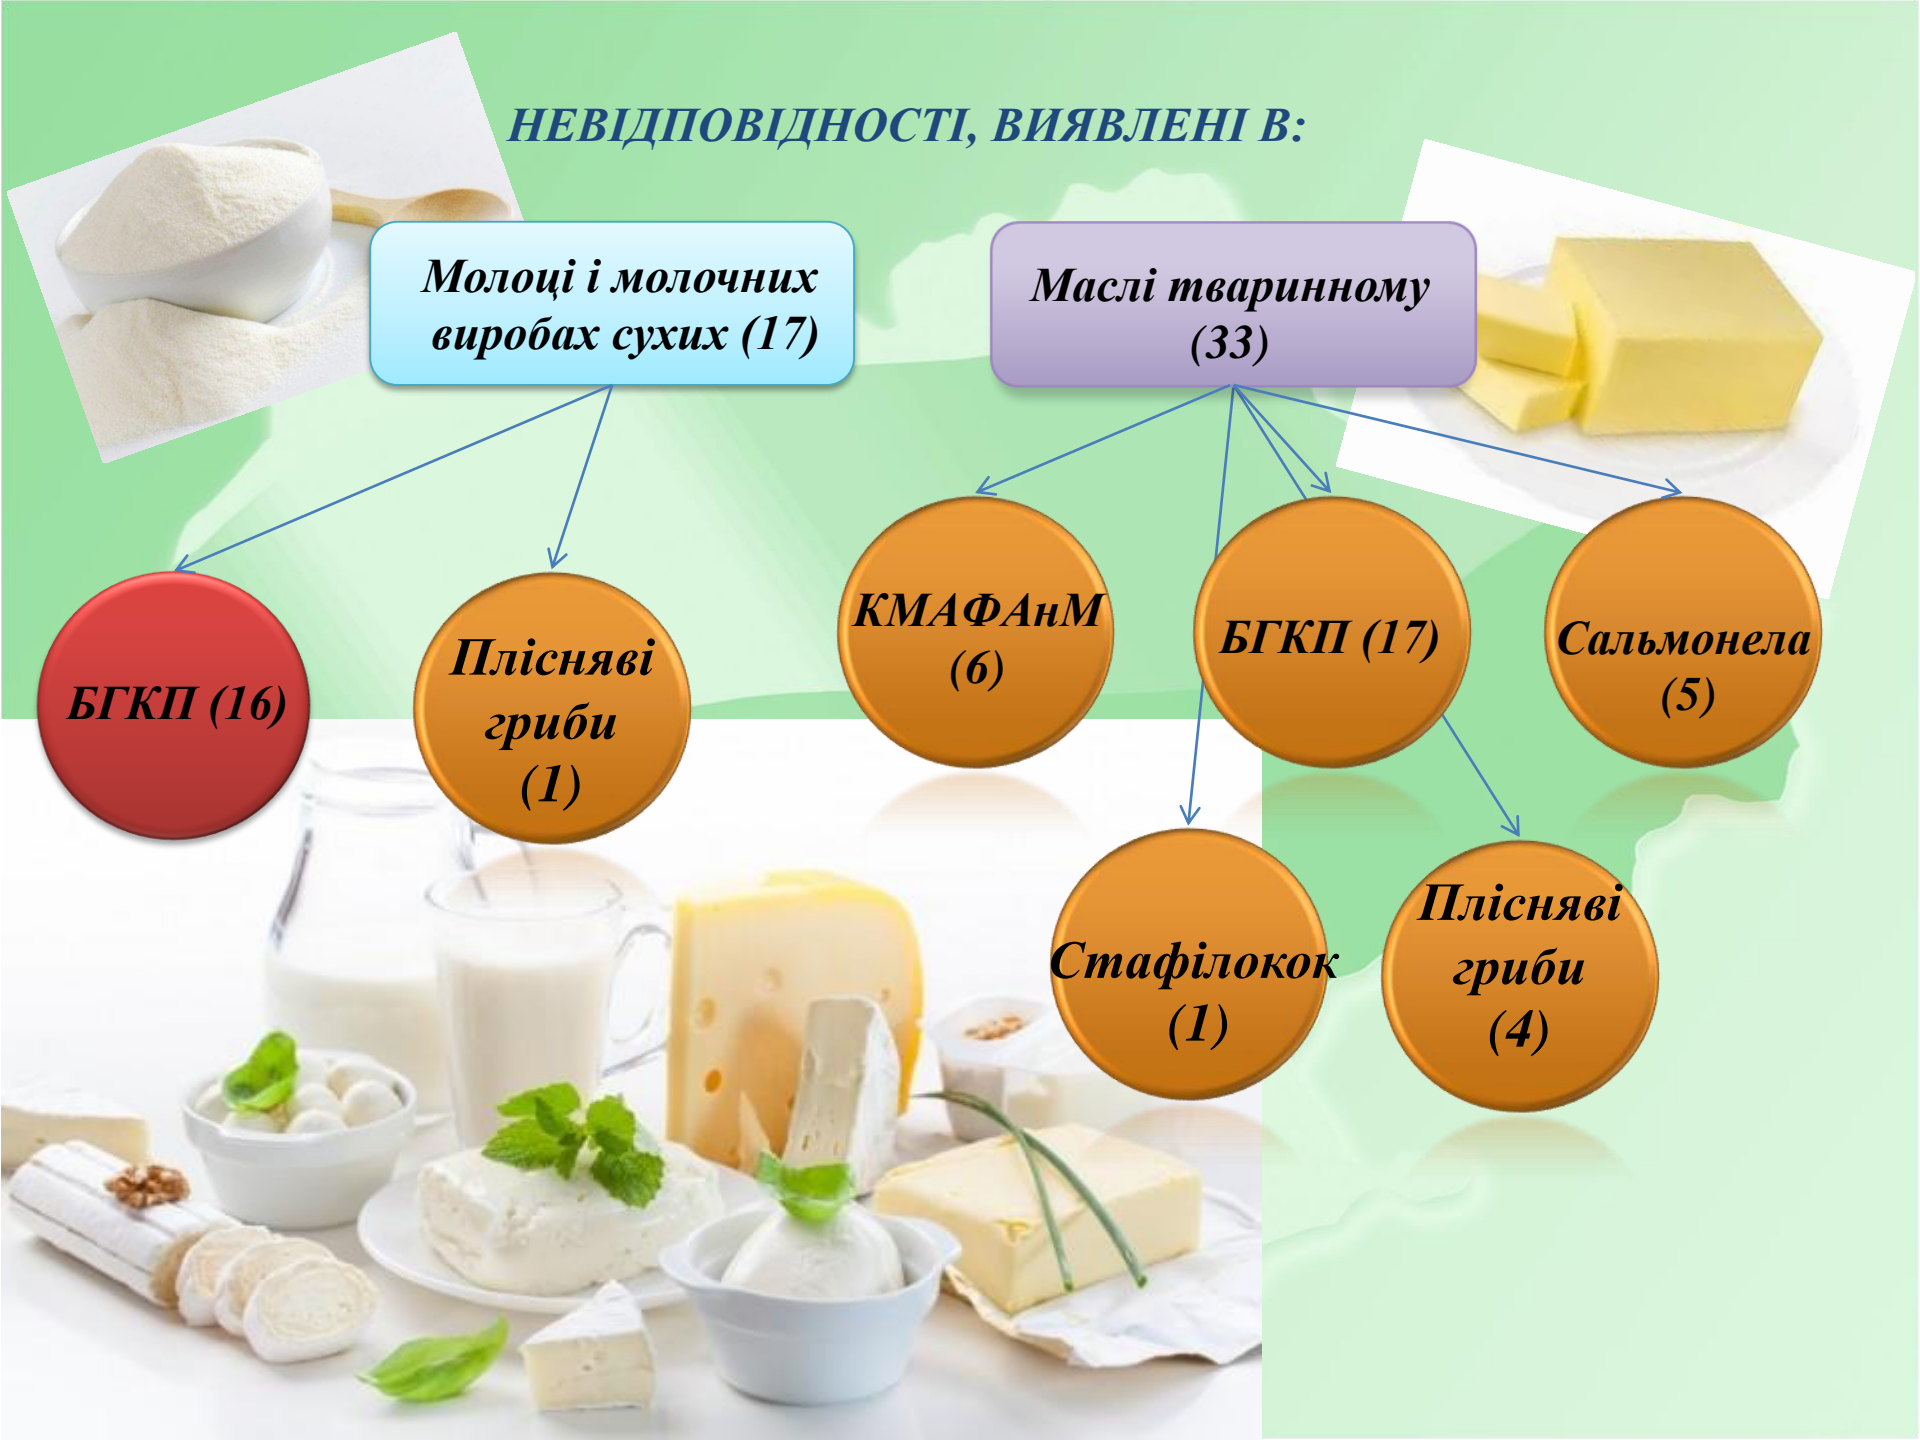 НЕВІДПОВІДНОСТІ, ВИЯВЛЕНІ В:
Молоці і молочних
виробах сухих (17)
Маслі тваринному
(33)
БГКП (16)
Плісняві
гриби
(1)
КМАФАнМ
(6)
БГКП (17)
Сальмонела
(5)
Стафілокок
(1)
Плісняві
гриби
(4)